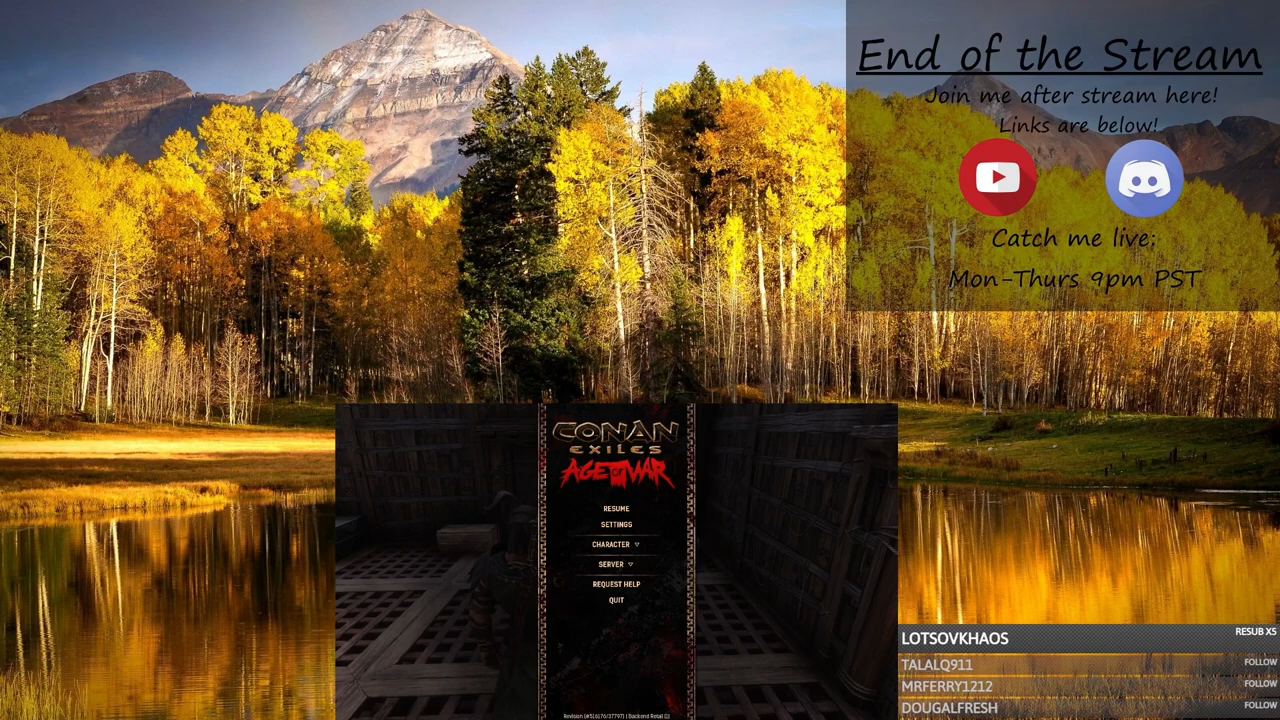 End of the Stream
Join me after stream here!
Links are below!
Catch me live:
Mon-Thurs 9pm PST
CONAN
EXILES
AGE OF WAR
RESUME
SETTINGS
CHARACTER
SERVER
REQUEST HELP
QUIT
LOTSOVKHAOS RESUB X5
TALALQ911 FOLLOW
MRFERRY1212 FOLLOW
DOUGALFRESH FOLLOW